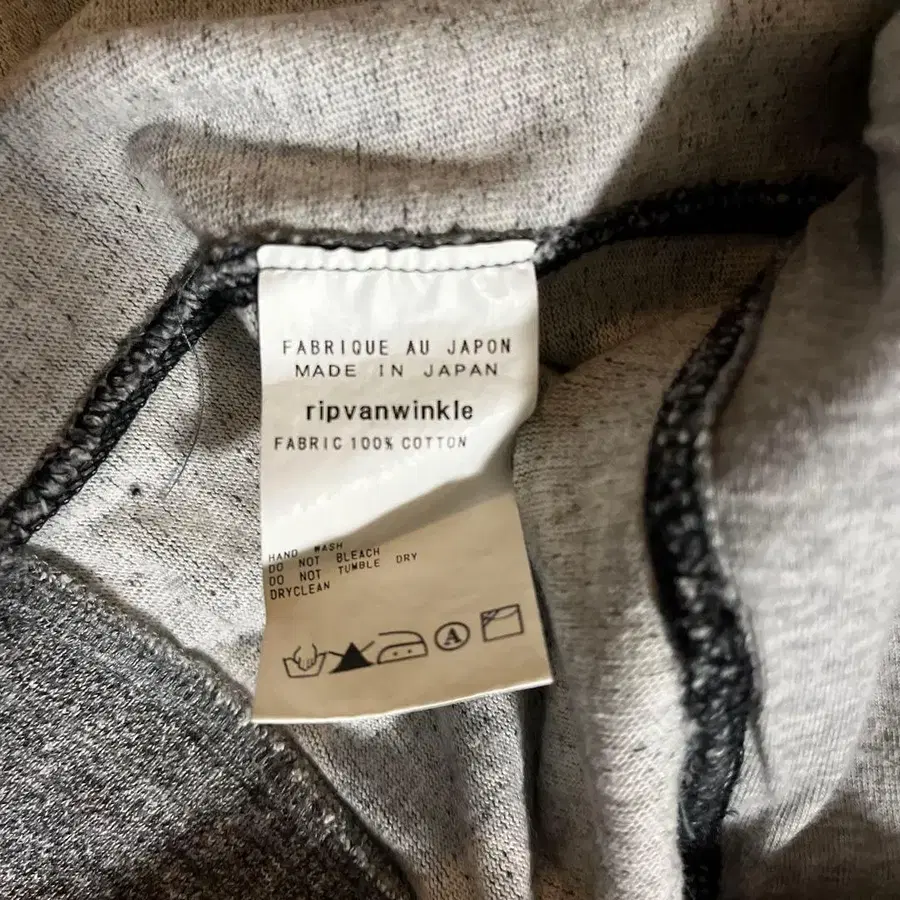 FABRIQUE AU JAPON
MADE IN JAPAN
ripvanwinkle
FABRIC 100% COTTON
HAND WASH
DO NOT BLEACH
DO NOT TUMBLE DRY
DRYCLEAN
A